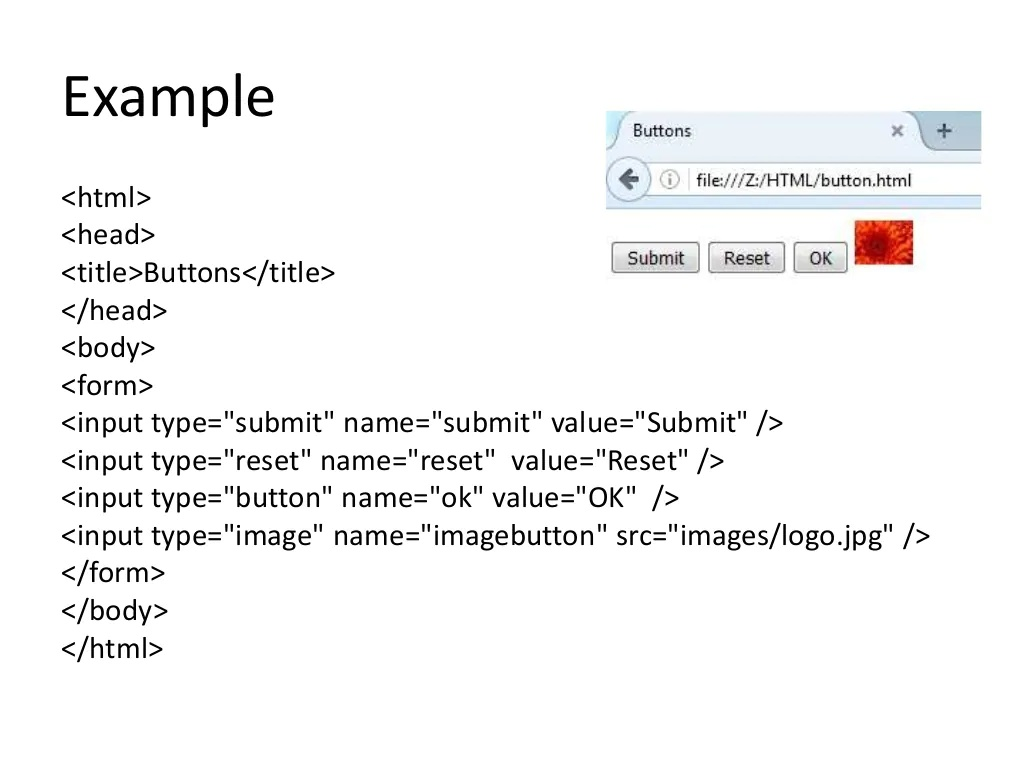 Example
Buttons
file:///Z:/HTML/button.html
Submit Reset OK
<html>
<head>
<title>Buttons</title>
</head>
<body>
<form>
<input type="submit" name="submit" value="Submit" />
<input type="reset" name="reset"  value="Reset" />
<input type="button" name="ok" value="OK"  />
<input type="image" name="imagebutton" src="images/logo.jpg" />
</form>
</body>
</html>